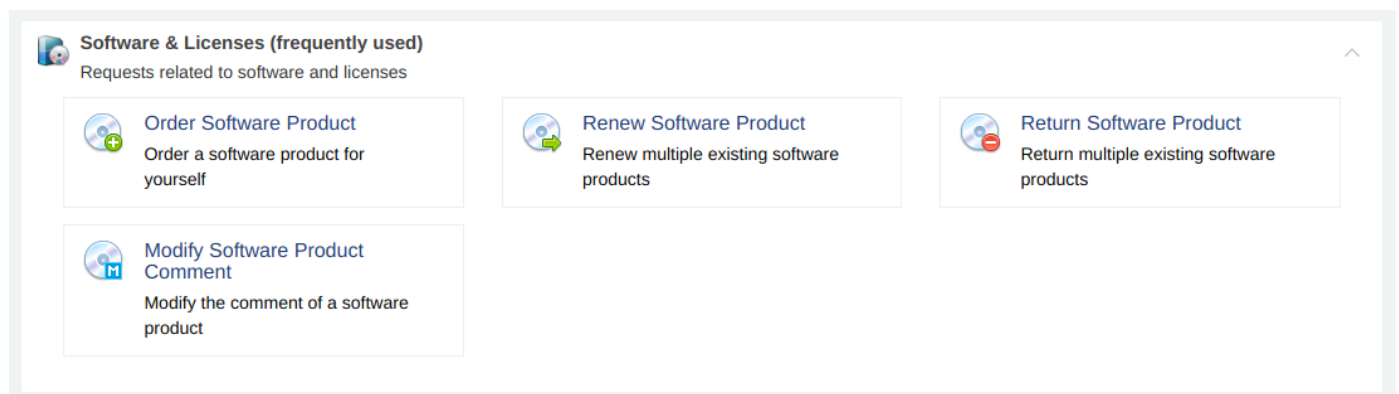 Software & Licenses (frequently used)
Requests related to software and licenses
Order Software Product
Order a software product for
yourself
Renew Software Product
Renew multiple existing software
products
Return Software Product
Return multiple existing software
products
Modify Software Product
Comment
Modify the comment of a software
product